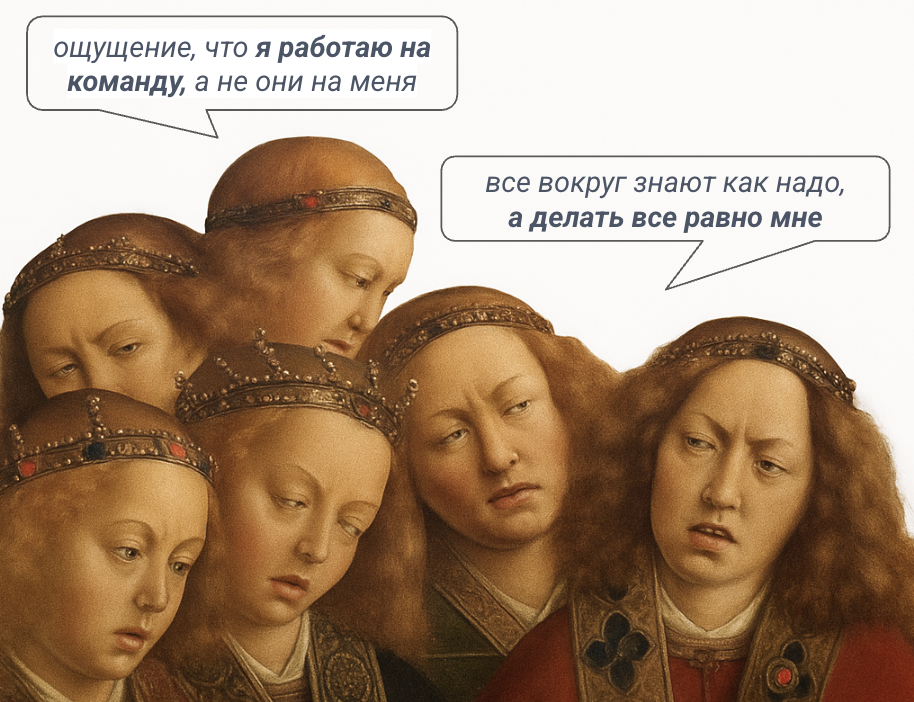 ощущение, что я работаю на
команду, а не они на меня
все вокруг знают как надо,
а делать все равно мне